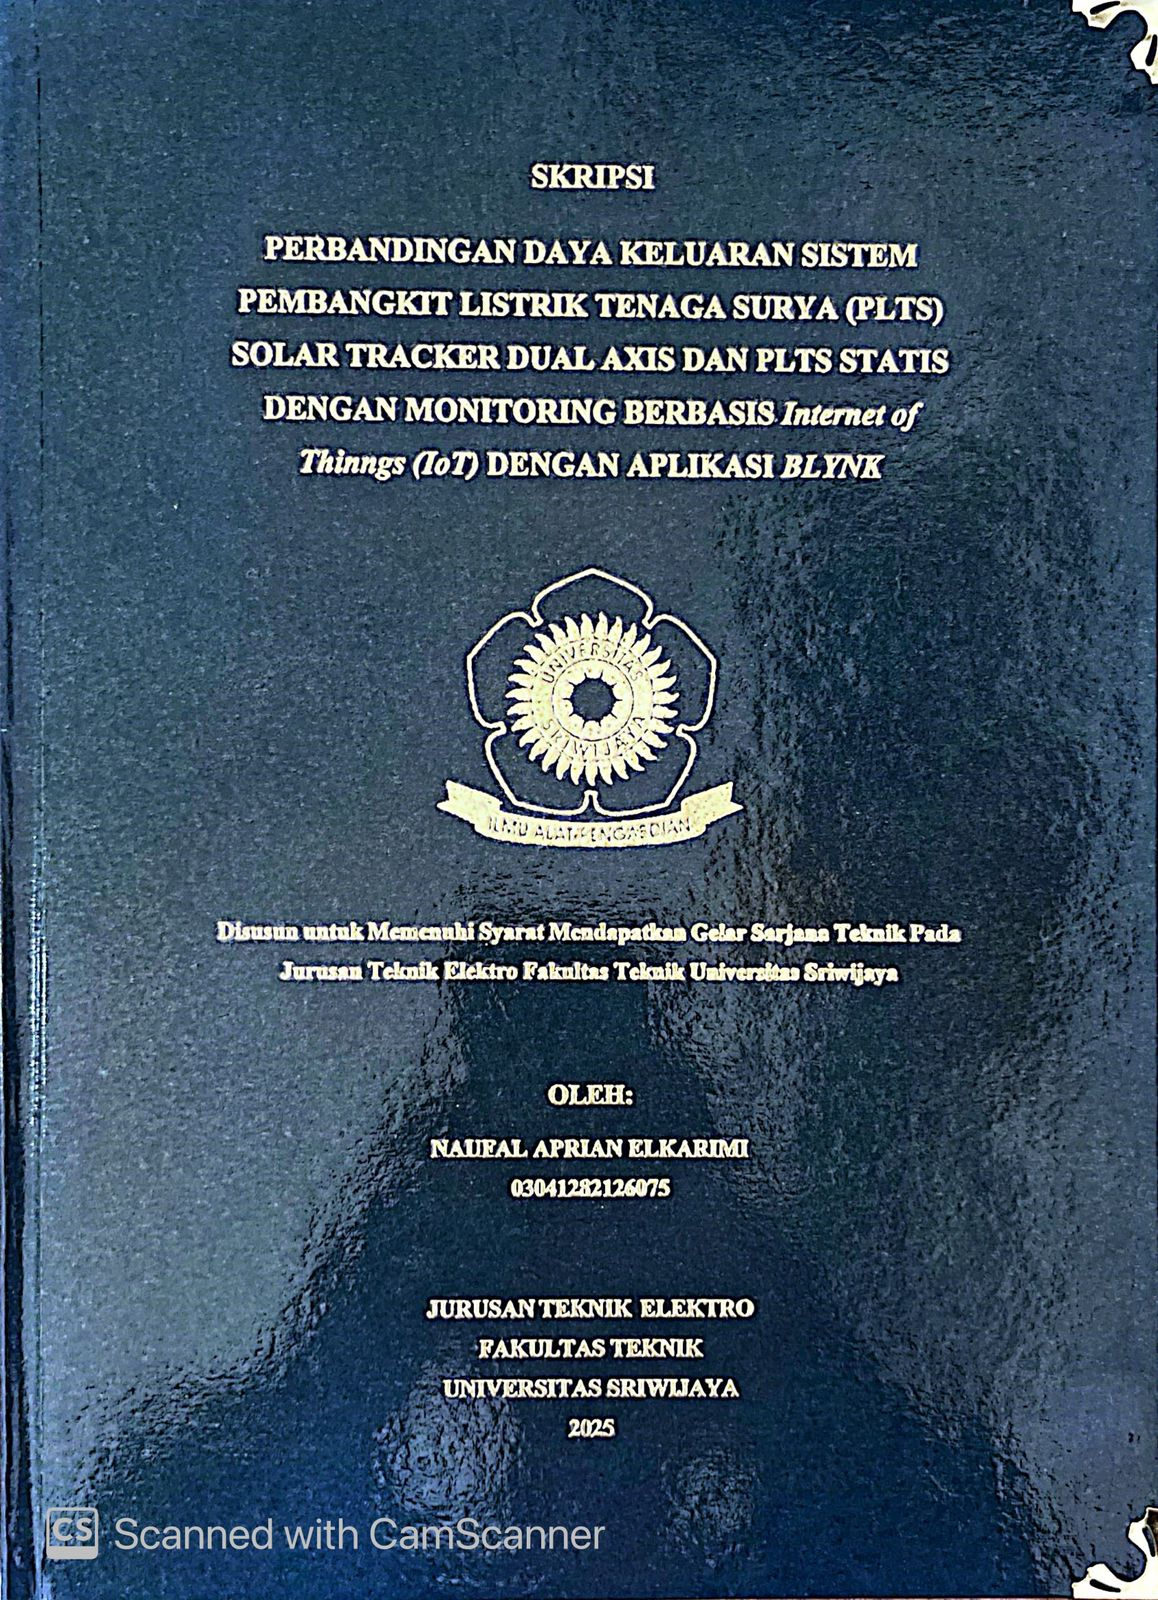 SKRIPSI
PERBANDINGAN DAYA KELUARAN SISTEM
PEMBANGKIT LISTRIK TENAGA SURYA (PLTS)
SOLAR TRACKER DUAL AXIS DAN PLTS STATIS
DENGAN MONITORING BERBASIS Internet of
Thinngs (IoT) DENGAN APLIKASI BLYNK
UNIVERSITAS
SRIWIJAYA
ILMU ALAT PENGABDIAN
Disusun untuk Memenuhi Syarat Mendapatkan Gelar Sarjana Teknik Pada
Jurusan Teknik Elektro Fakultas Teknik Universitas Sriwijaya
OLEH:
NAUFAL APRIAN ELKARIMI
03041282126075
JURUSAN TEKNIK ELEKTRO
FAKULTAS TEKNIK
UNIVERSITAS SRIWIJAYA
2025
CS Scanned with CamScanner